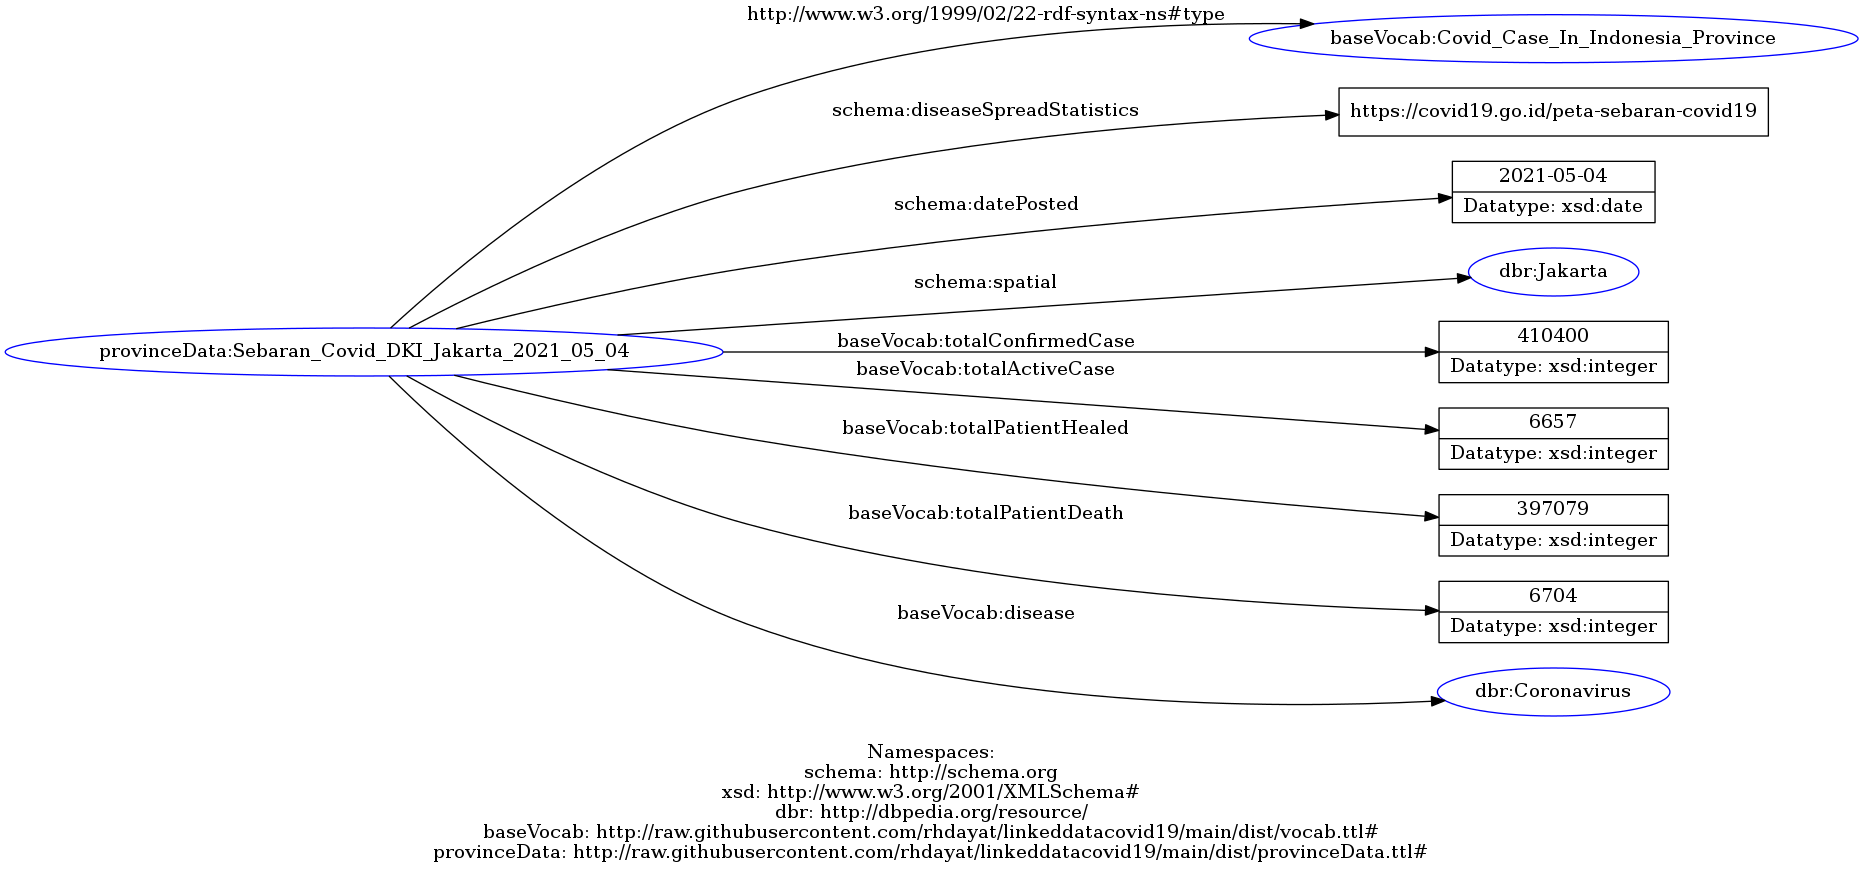 http://www.w3.org/1999/02/22-rdf-syntax-ns#type
baseVocab:Covid_Case_In_Indonesia_Province
schema:diseaseSpreadStatistics
https://covid19.go.id/peta-sebaran-covid19
schema:datePosted
2021-05-04
Datatype: xsd:date
schema:spatial
dbr:Jakarta
provinceData:Sebaran_Covid_DKI_Jakarta_2021_05_04
baseVocab:totalConfirmedCase
410400
Datatype: xsd:integer
baseVocab:totalActiveCase
6657
Datatype: xsd:integer
baseVocab:totalPatientHealed
397079
Datatype: xsd:integer
baseVocab:totalPatientDeath
6704
Datatype: xsd:integer
baseVocab:disease
dbr:Coronavirus
Namespaces:
schema: http://schema.org
xsd: http://www.w3.org/2001/XMLSchema#
dbr: http://dbpedia.org/resource/
baseVocab: http://raw.githubusercontent.com/rhdayat/linkeddatacovid19/main/dist/vocab.ttl#
provinceData: http://raw.githubusercontent.com/rhdayat/linkeddatacovid19/main/dist/provinceData.ttl#